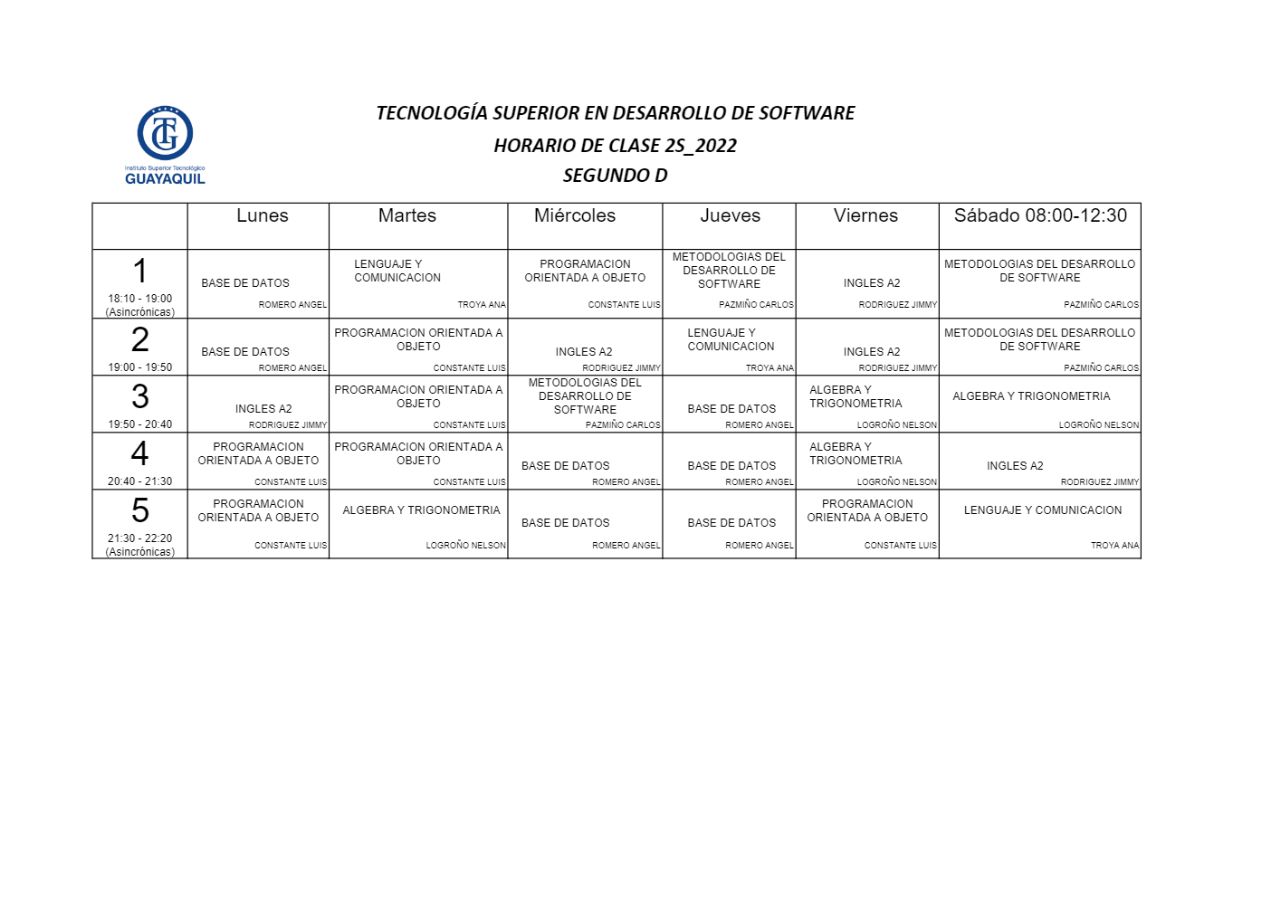 TECNOLOGÍA SUPERIOR EN DESARROLLO DE SOFTWARE
HORARIO DE CLASE 2S_2022
SEGUNDO D
TG
Instituto Superior Tecnológico
GUAYAQUIL
Lunes Martes Miércoles Jueves Viernes Sábado 08:00-12:30
1
18:10 - 19:00
(Asincrónicas)
BASE DE DATOS
ROMERO ANGEL
LENGUAJE Y
COMUNICACION
TROYA ANA
PROGRAMACION
ORIENTADA A OBJETO
CONSTANTE LUIS
METODOLOGIAS DEL
DESARROLLO DE
SOFTWARE
PAZMIÑO CARLOS
INGLES A2
RODRIGUEZ JIMMY
METODOLOGIAS DEL DESARROLLO
DE SOFTWARE
PAZMIÑO CARLOS
2
19:00 - 19:50
BASE DE DATOS
ROMERO ANGEL
PROGRAMACION ORIENTADA A
OBJETO
CONSTANTE LUIS
INGLES A2
RODRIGUEZ JIMMY
LENGUAJE Y
COMUNICACION
TROYA ANA
INGLES A2
RODRIGUEZ JIMMY
METODOLOGIAS DEL DESARROLLO
DE SOFTWARE
PAZMIÑO CARLOS
3
19:50 - 20:40
INGLES A2
RODRIGUEZ JIMMY
PROGRAMACION ORIENTADA A
OBJETO
CONSTANTE LUIS
METODOLOGIAS DEL
DESARROLLO DE
SOFTWARE
PAZMIÑO CARLOS
BASE DE DATOS
ROMERO ANGEL
ALGEBRA Y
TRIGONOMETRIA
LOGROÑO NELSON
ALGEBRA Y TRIGONOMETRIA
LOGROÑO NELSON
4
20:40 - 21:30
PROGRAMACION
ORIENTADA A OBJETO
CONSTANTE LUIS
PROGRAMACION ORIENTADA A
OBJETO
CONSTANTE LUIS
BASE DE DATOS
ROMERO ANGEL
BASE DE DATOS
ROMERO ANGEL
ALGEBRA Y
TRIGONOMETRIA
LOGROÑO NELSON
INGLES A2
RODRIGUEZ JIMMY
5
21:30 - 22:20
(Asincrónicas)
PROGRAMACION
ORIENTADA A OBJETO
CONSTANTE LUIS
ALGEBRA Y TRIGONOMETRIA
LOGROÑO NELSON
BASE DE DATOS
ROMERO ANGEL
BASE DE DATOS
ROMERO ANGEL
PROGRAMACION
ORIENTADA A OBJETO
CONSTANTE LUIS
LENGUAJE Y COMUNICACION
TROYA ANA